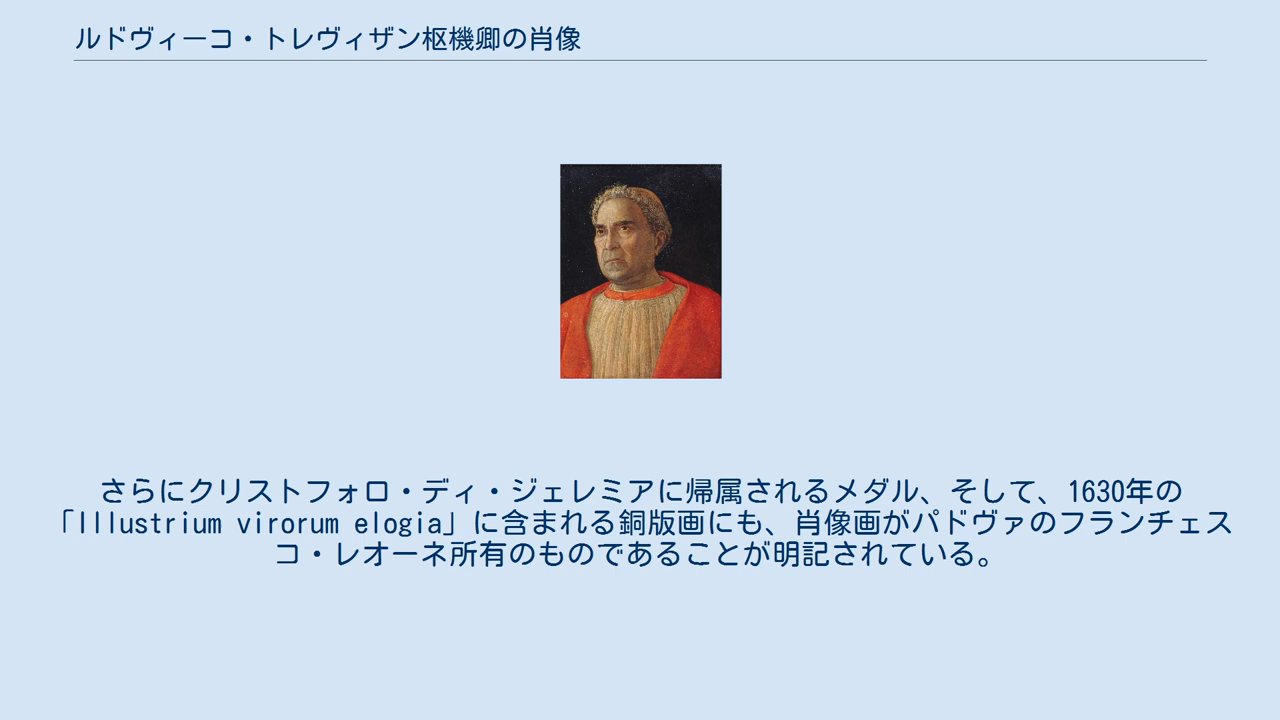 ルドヴィーコ・トレヴィザン枢機卿の肖像
さらにクリストフォロ・ディ・ジェレミアに帰属されるメダル、そして、1630年の
「Illustrium virorum elogia」に含まれる銅版画にも、肖像画がパドヴァのフランチェス
コ・レオーネ所有のものであることが明記されている。